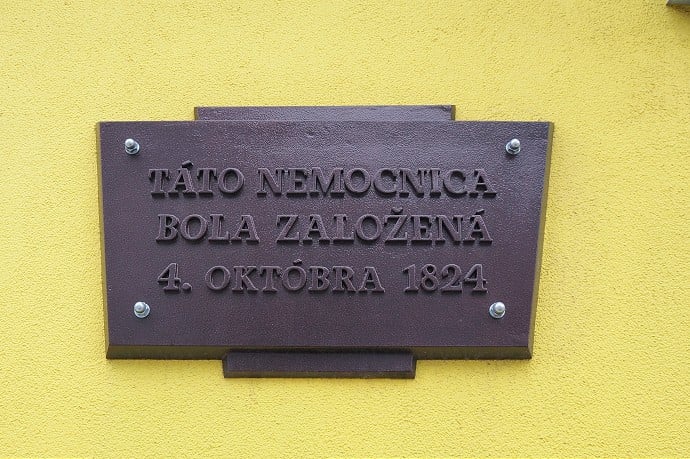 TÁTO NEMOCNICA
BOLA ZALOŽENÁ
4. OKTÓBRA 1824